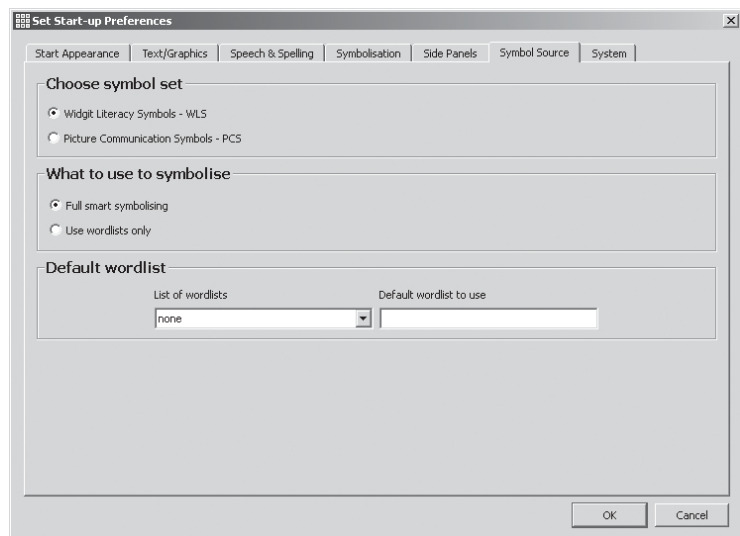 Set Start-up Preferences
Start Appearance Text/Graphics Speech & Spelling Symbolisation Side Panels Symbol Source System
Choose symbol set
Widgit Literacy Symbols - WLS
Picture Communication Symbols - PCS
What to use to symbolise
Full smart symbolising
Use wordlists only
Default wordlist
List of wordlists Default wordlist to use
none
OK Cancel